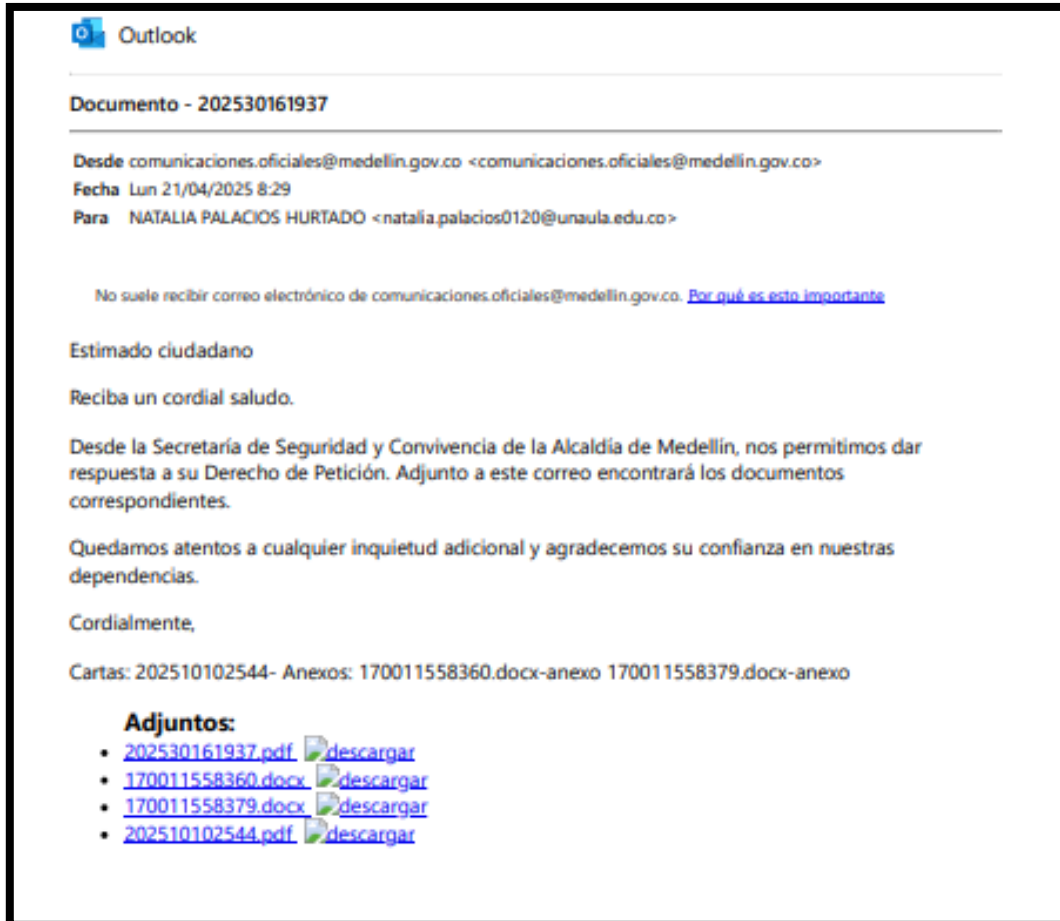 Outlook
Documento - 202530161937
Desde comunicaciones.oficiales@medellin.gov.co <comunicaciones.oficiales@medellin.gov.co>
Fecha Lun 21/04/2025 8:29
Para NATALIA PALACIOS HURTADO <natalia.palacios0120@unaula.edu.co>
No suele recibir correo electrónico de comunicaciones.oficiales@medellin.gov.co. Por qué es esto importante
Estimado ciudadano
Reciba un cordial saludo.
Desde la Secretaría de Seguridad y Convivencia de la Alcaldía de Medellín, nos permitimos dar
respuesta a su Derecho de Petición. Adjunto a este correo encontrará los documentos
correspondientes.
Quedamos atentos a cualquier inquietud adicional y agradecemos su confianza en nuestras
dependencias.
Cordialmente,
Cartas: 202510102544- Anexos: 170011558360.docx-anexo 170011558379.docx-anexo
Adjuntos:
• 202530161937.pdf descargar
• 170011558360.docx descargar
• 170011558379.docx descargar
• 202510102544.pdf descargar